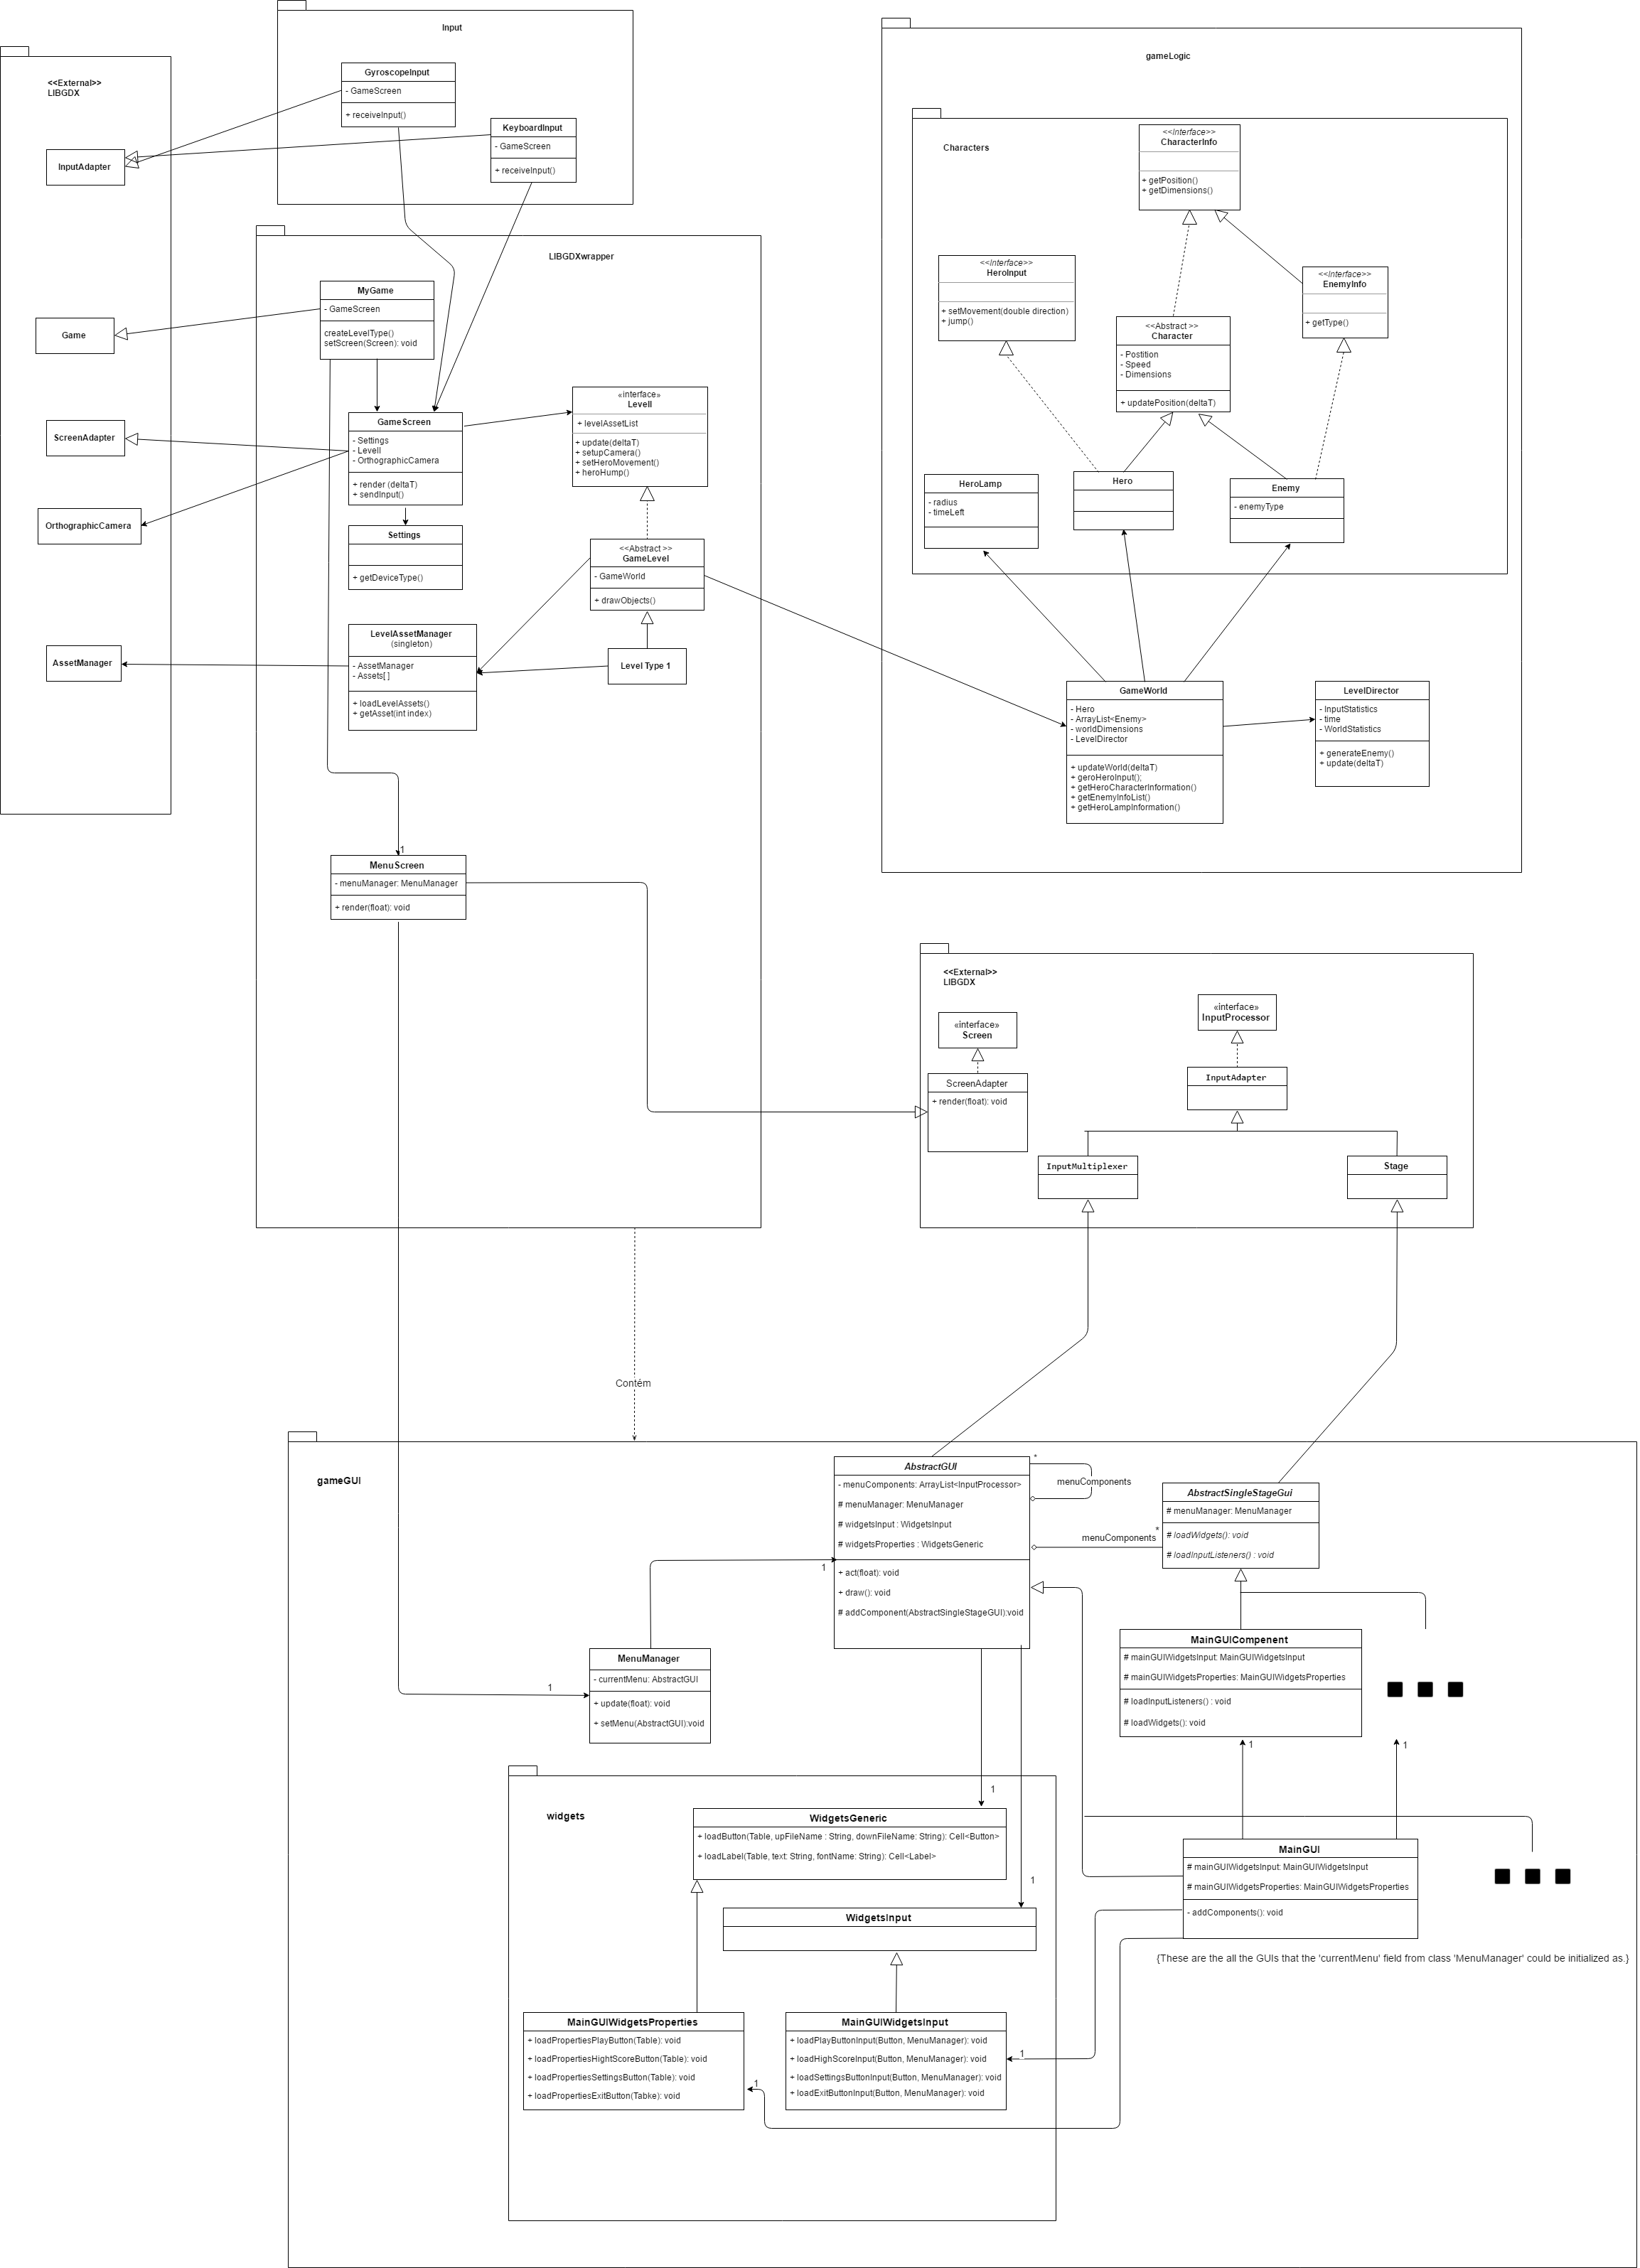 Input
GyroscopeInput
- GameScreen
+ receiveInput()
KeyboardInput
- GameScreen
+ receiveInput()
<<External>>
LIBGDX
InputAdapter
Game
ScreenAdapter
OrthographicCamera
AssetManager
LIBGDXwrapper
MyGame
- GameScreen
createLevelType()
setScreen(Screen): void
GameScreen
- Settings
- LevelI
- OrthographicCamera
+ render (deltaT)
+ sendInput()
«interface»
LevelI
+ levelAssetList
+ update(deltaT)
+ setupCamera()
+ setHeroMovement()
+ heroHump()
Settings
+ getDeviceType()
<<Abstract >>
GameLevel
- GameWorld
+ drawObjects()
LevelAssetManager
(singleton)
- AssetManager
- Assets[ ]
+ loadLevelAssets()
+ getAsset(int index)
Level Type 1
1
MenuScreen
- menuManager: MenuManager
+ render(float): void
gameLogic
Characters
<<Interface>>
CharacterInfo
+ getPosition()
+ getDimensions()
<<Interface>>
HeroInput
+ setMovement(double direction)
+ jump()
<<Interface>>
EnemyInfo
+ getType()
<<Abstract >>
Character
- Postition
- Speed
- Dimensions
+ updatePosition(deltaT)
HeroLamp
- radius
- timeLeft
Hero
Enemy
- enemyType
GameWorld
- Hero
- ArrayList<Enemy>
- worldDimensions
- LevelDirector
+ updateWorld(deltaT)
+ geroHeroInput();
+ getHeroCharacterInformation()
+ getEnemyInfoList()
+ getHeroLampInformation()
LevelDirector
- InputStatistics
- time
- WorldStatistics
+ generateEnemy()
+ update(deltaT)
<<External>>
LIBGDX
«interface»
Screen
ScreenAdapter
+ render(float): void
«interface»
InputProcessor
InputAdapter
InputMultiplexer
Stage
Contém
gameGUI
AbstractGUI
- menuComponents: ArrayList<InputProcessor>
# menuManager: MenuManager
# widgetsInput : WidgetsInput
# widgetsProperties : WidgetsGeneric
+ act(float): void
+ draw(): void
# addComponent(AbstractSingleStageGUI):void
*
menuComponents
*
menuComponents
AbstractSingleStageGui
# menuManager: MenuManager
# loadWidgets(): void
# loadInputListeners() : void
1
MenuManager
- currentMenu: AbstractGUI
+ update(float): void
+ setMenu(AbstractGUI):void
1
MainGUICompenent
# mainGUIWidgetsInput: MainGUIWidgetsInput
# mainGUIWidgetsProperties: MainGUIWidgetsProperties
# loadInputListeners() : void
# loadWidgets(): void
1
1
widgets
1
WidgetsGeneric
+ loadButton(Table, upFileName : String, downFileName: String): Cell<Button>
+ loadLabel(Table, text: String, fontName: String): Cell<Label>
1
WidgetsInput
MainGUI
# mainGUIWidgetsInput: MainGUIWidgetsInput
# mainGUIWidgetsProperties: MainGUIWidgetsProperties
- addComponents(): void
{These are the all the GUIs that the 'currentMenu' field from class 'MenuManager' could be initialized as.}
MainGUIWidgetsProperties
+ loadPropertiesPlayButton(Table): void
+ loadPropertiesHightScoreButton(Table): void
+ loadPropertiesSettingsButton(Table): void
+ loadPropertiesExitButton(Tabke): void
1
MainGUIWidgetsInput
+ loadPlayButtonInput(Button, MenuManager): void
+ loadHighScoreInput(Button, MenuManager): void
+ loadSettingsButtonInput(Button, MenuManager): void
+ loadExitButtonInput(Button, MenuManager): void
1